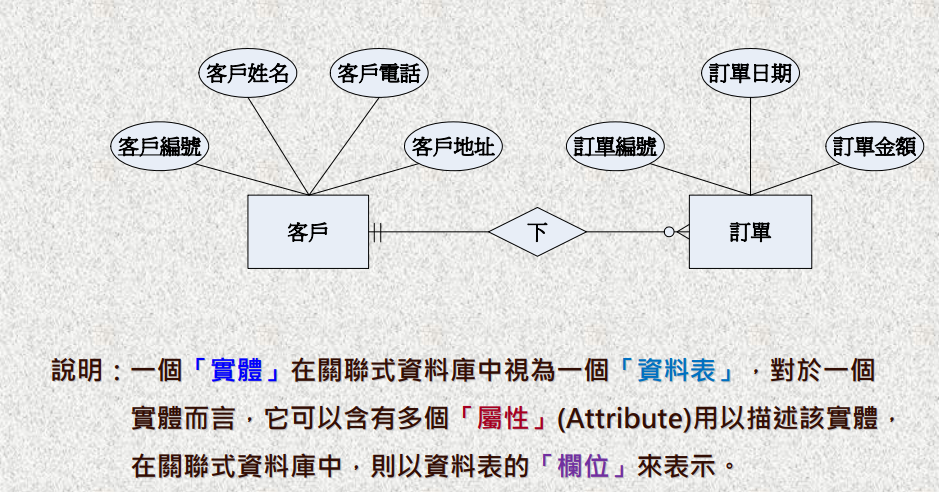 客戶姓名 客戶電話 訂單日期
客戶編號 客戶地址 訂單編號 訂單金額
客戶 下 訂單
說明：一個「實體」在關聯式資料庫中視為一個「資料表」，對於一個
實體而言，它可以含有多個「屬性」(Attribute)用以描述該實體，
在關聯式資料庫中，則以資料表的「欄位」來表示。